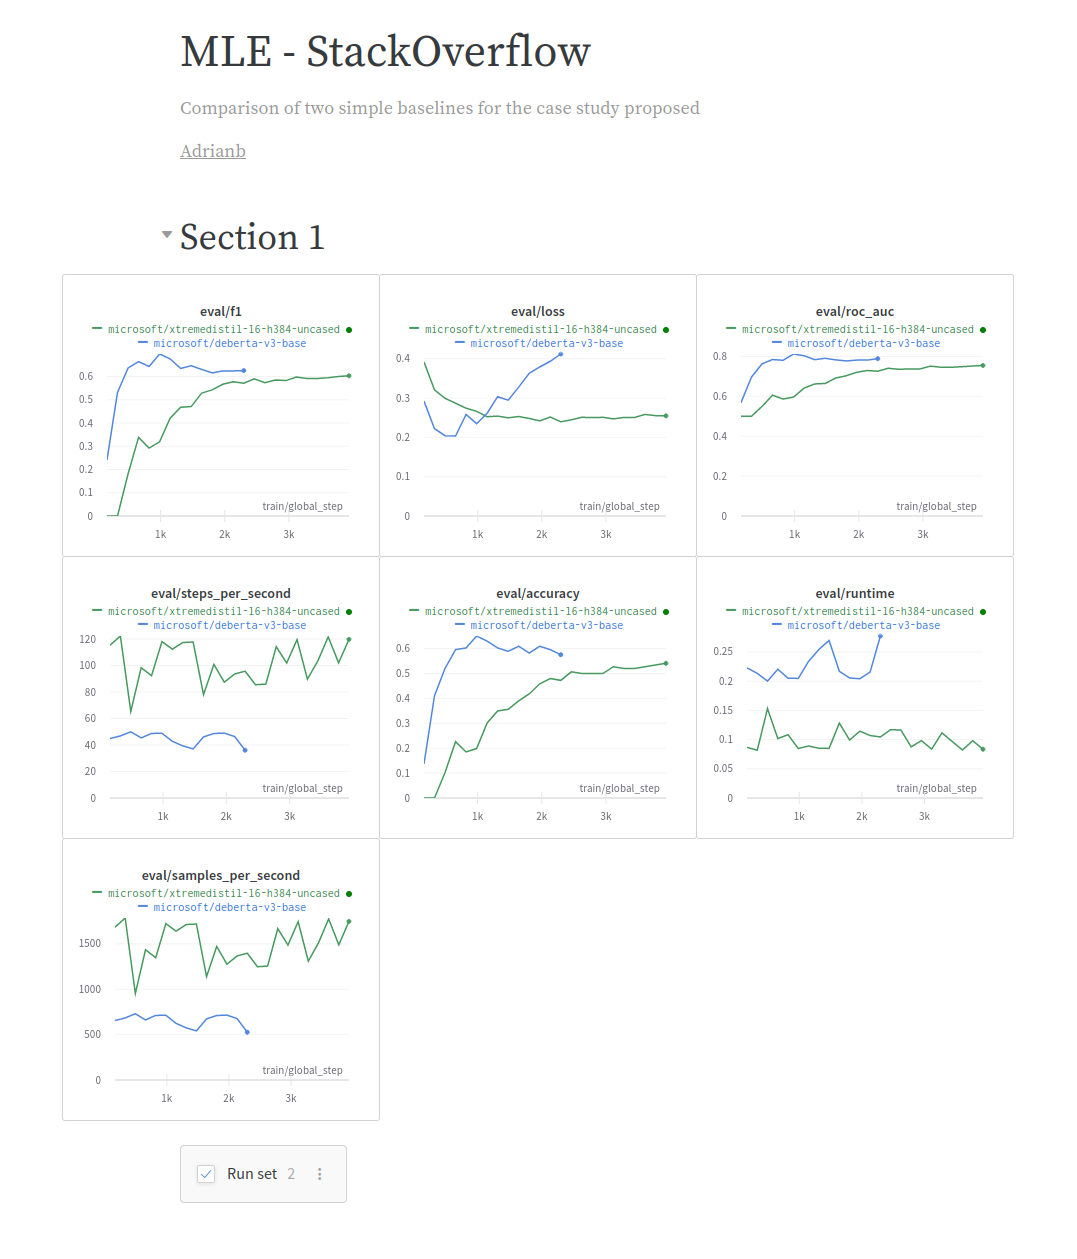 MLE - StackOverflow
Comparison of two simple baselines for the case study proposed
Adrianb
Section 1
eval/f1
microsoft/xtremedistil-l6-h384-uncased
microsoft/deberta-v3-base
0.6
0.5
0.4
0.3
0.2
0.1
0
train/global_step
1k 2k 3k
eval/loss
microsoft/xtremedistil-l6-h384-uncased
microsoft/deberta-v3-base
0.4
0.3
0.2
0.1
0
train/global_step
1k 2k 3k
eval/roc_auc
microsoft/xtremedistil-l6-h384-uncased
microsoft/deberta-v3-base
0.8
0.6
0.4
0.2
0
train/global_step
1k 2k 3k
eval/steps_per_second
microsoft/xtremedistil-l6-h384-uncased
microsoft/deberta-v3-base
120
100
80
60
40
20
0
train/global_step
1k 2k 3k
eval/accuracy
microsoft/xtremedistil-l6-h384-uncased
microsoft/deberta-v3-base
0.6
0.5
0.4
0.3
0.2
0.1
0
train/global_step
1k 2k 3k
eval/runtime
microsoft/xtremedistil-l6-h384-uncased
microsoft/deberta-v3-base
0.25
0.2
0.15
0.1
0.05
0
train/global_step
1k 2k 3k
eval/samples_per_second
microsoft/xtremedistil-l6-h384-uncased
microsoft/deberta-v3-base
1500
1000
500
0
train/global_step
1k 2k 3k
Run set 2